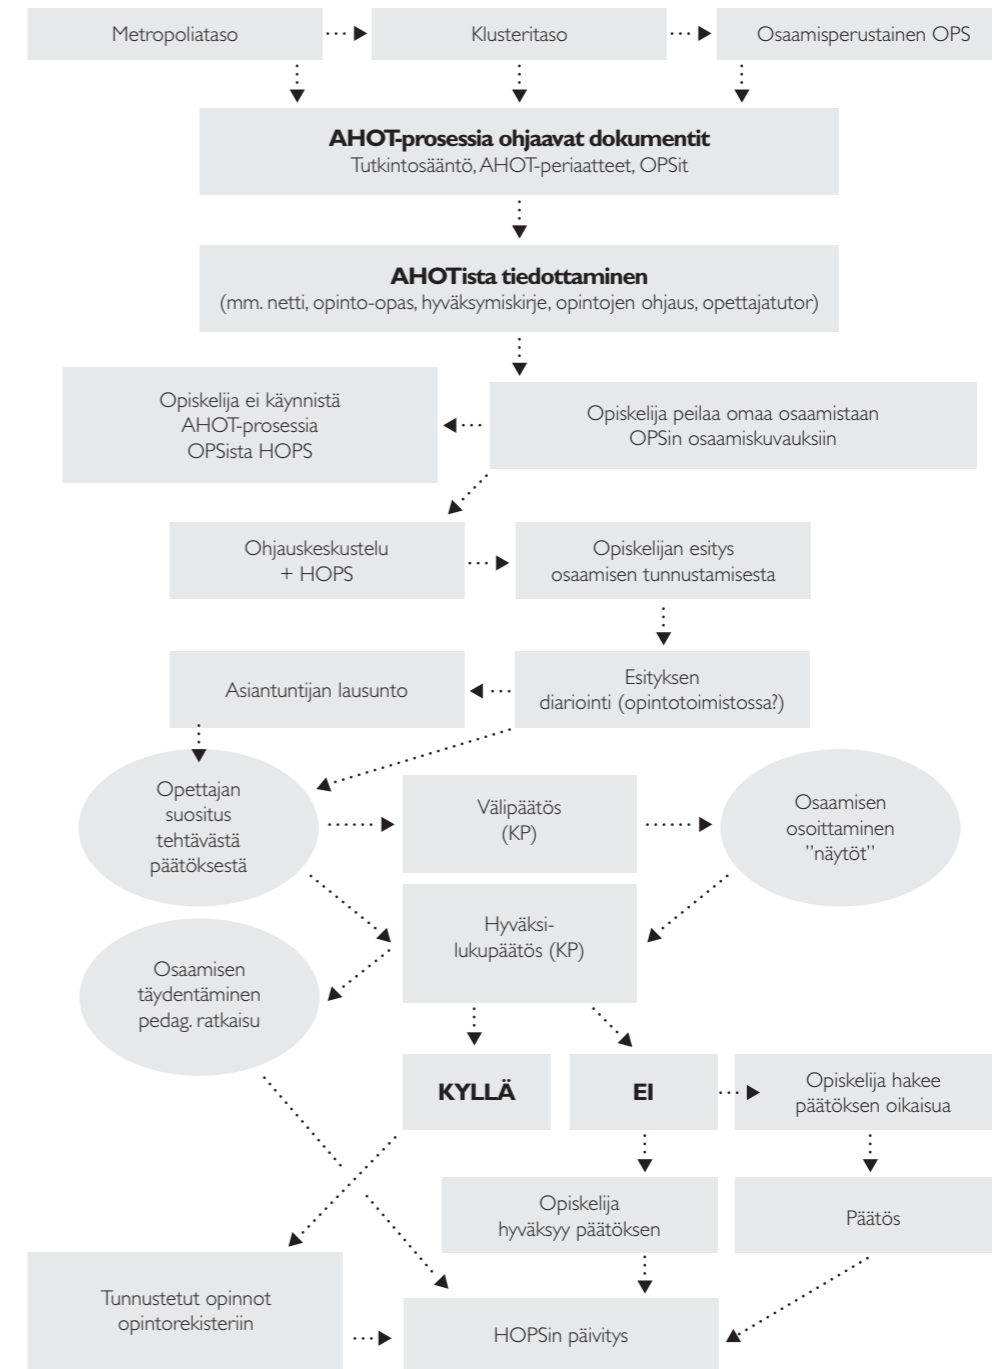 Metropoliataso
Klusteritaso
Osaamisperustainen OPS
AHOT-prosessia ohjaavat dokumentit
Tutkintosääntö, AHOT-periaatteet, OPSit
AHOTista tiedottaminen
(mm. netti, opinto-opas, hyväksymiskirje, opintojen ohjaus, opettajatutor)
Opiskelija ei käynnistä
AHOT-prosessia
OPSista HOPS
Opiskelija peilaa omaa osaamistaan
OPSin osaamiskuvauksiin
Ohjauskeskustelu
+ HOPS
Opiskelijan esitys
osaamisen tunnustamisesta
Asiantuntijan lausunto
Esityksen
diariointi (opintotoimistossa?)
Opettajan
suositus
tehtävästä
päätöksestä
Välipäätös
(KP)
Osaamisen
osoittaminen
”näytöt”
Hyväksi-
lukupäätös (KP)
Osaamisen
täydentäminen
pedag. ratkaisu
KYLLÄ
EI
Opiskelija hakee
päätöksen oikaisua
Opiskelija
hyväksyy päätöksen
Päätös
Tunnustetut opinnot
opintorekisteriin
HOPSin päivitys